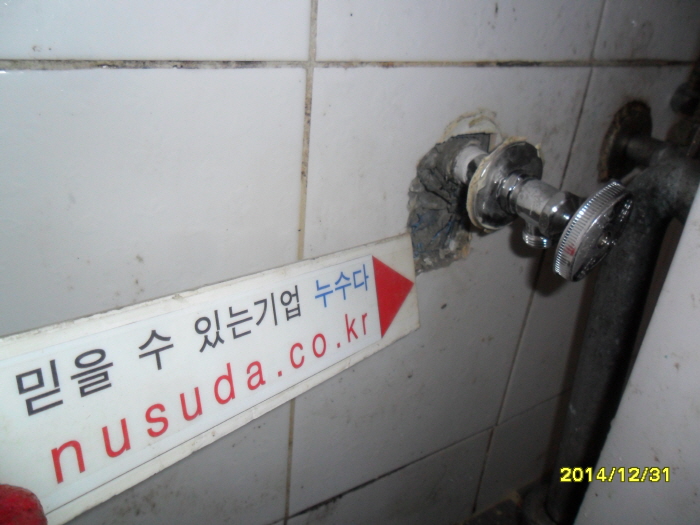 믿을 수 있는기업 누수다
nusuda.co.kr
2014/12/31